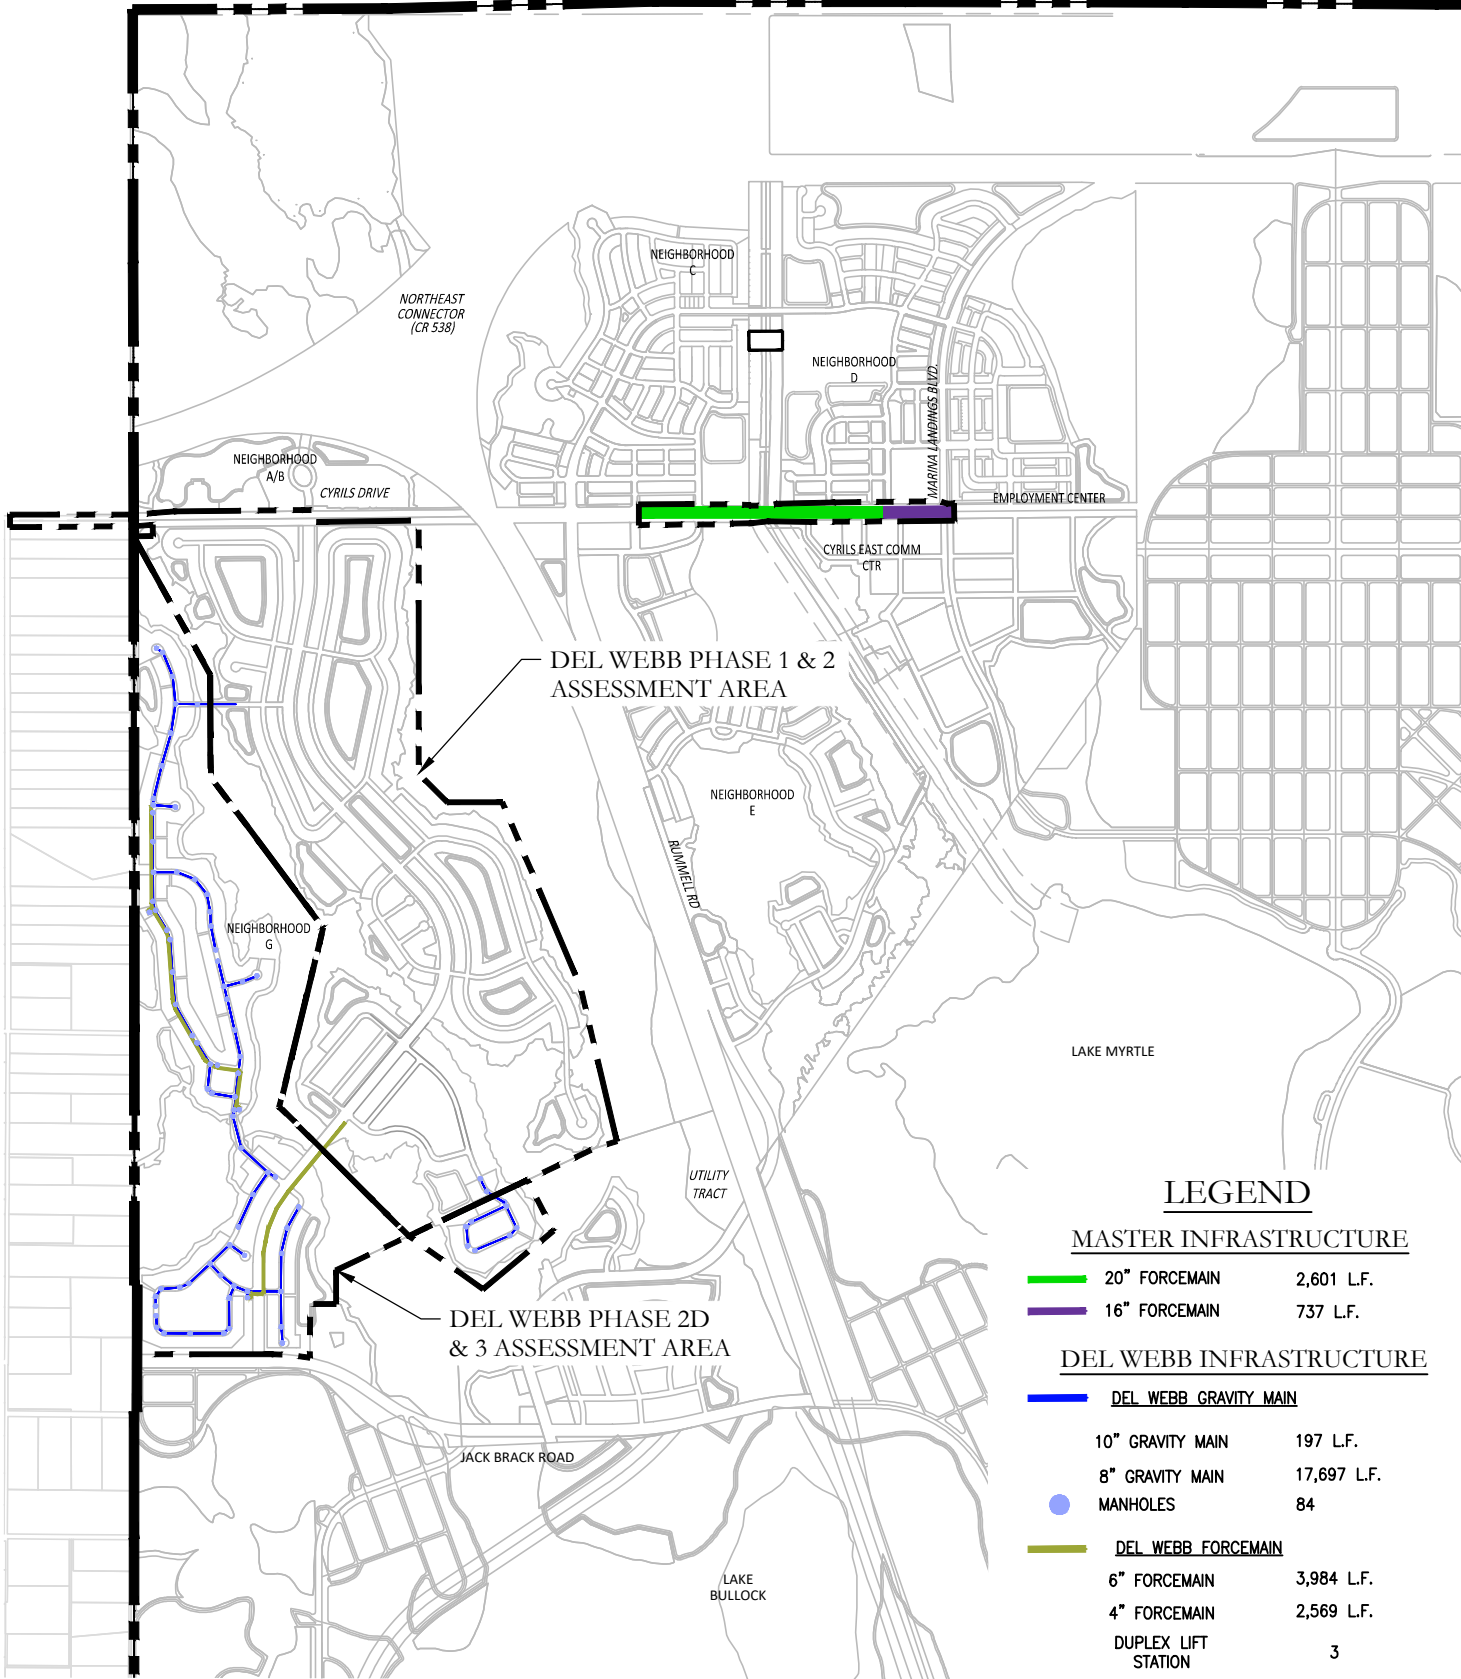 NEIGHBORHOOD
C
NORTHEAST
CONNECTOR
(CR 538)
NEIGHBORHOOD
D
MARINA LANDINGS BLVD.
NEIGHBORHOOD
A/B
CYRILS DRIVE
EMPLOYMENT CENTER
CYRILS EAST COMM
CTR
DEL WEBB PHASE 1 & 2
ASSESSMENT AREA
NEIGHBORHOOD
E
RUMMELL RD
NEIGHBORHOOD
G
LAKE MYRTLE
UTILITY
TRACT
DEL WEBB PHASE 2D
& 3 ASSESSMENT AREA
JACK BRACK ROAD
LAKE
BULLOCK
LEGEND
MASTER INFRASTRUCTURE
20” FORCEMAIN 2,601 L.F.
16” FORCEMAIN 737 L.F.
DEL WEBB INFRASTRUCTURE
DEL WEBB GRAVITY MAIN
10” GRAVITY MAIN 197 L.F.
8” GRAVITY MAIN 17,697 L.F.
MANHOLES 84
DEL WEBB FORCEMAIN
6” FORCEMAIN 3,984 L.F.
4” FORCEMAIN 2,569 L.F.
DUPLEX LIFT
STATION 3